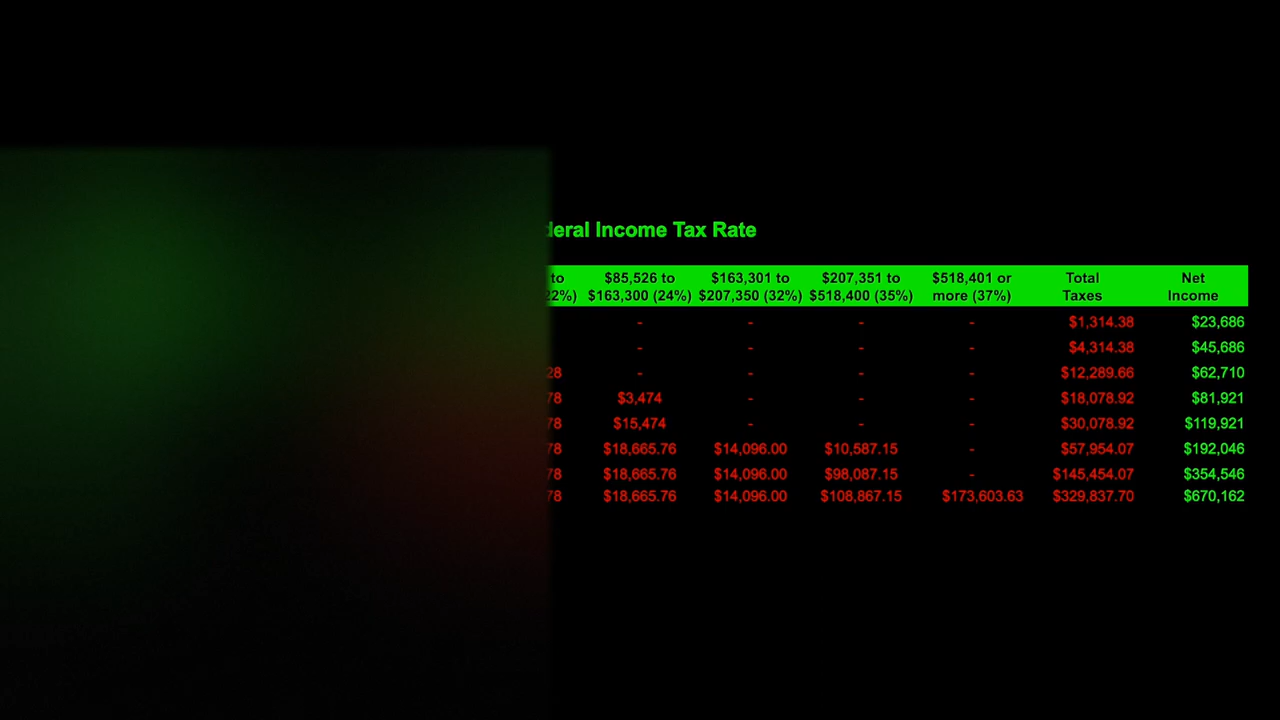 deral Income Tax Rate
to $85,526 to $163,301 to $207,351 to $518,401 or Total Net
22%) $163,300 (24%) $207,350 (32%) $518,400 (35%) more (37%) Taxes Income
- - - - $1,314.38 $23,686
- - - - $4,314.38 $45,686
28 - - - - $12,289.66 $62,710
78 $3,474 - - - $18,078.92 $81,921
78 $15,474 - - - $30,078.92 $119,921
78 $18,665.76 $14,096.00 $10,587.15 - $57,954.07 $192,046
78 $18,665.76 $14,096.00 $98,087.15 - $145,454.07 $354,546
78 $18,665.76 $14,096.00 $108,867.15 $173,603.63 $329,837.70 $670,162